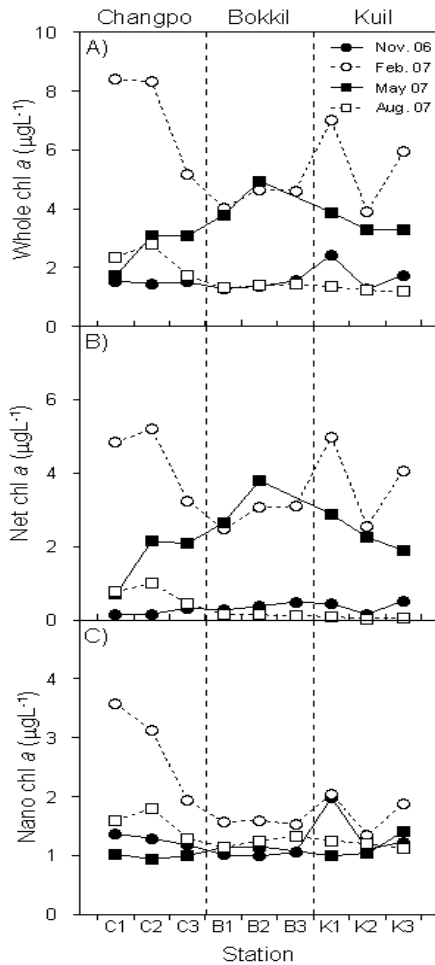 Changpo Bokkil Kuil
A)
Nov. 06
Feb. 07
May 07
Aug. 07
10
8
6
4
2
0
Whole chl a (μgL-1)
B)
6
4
2
0
Net chl a (μgL-1)
C)
4
3
2
1
0
Nano chl a (μgL-1)
C1 C2 C3 B1 B2 B3 K1 K2 K3
Station